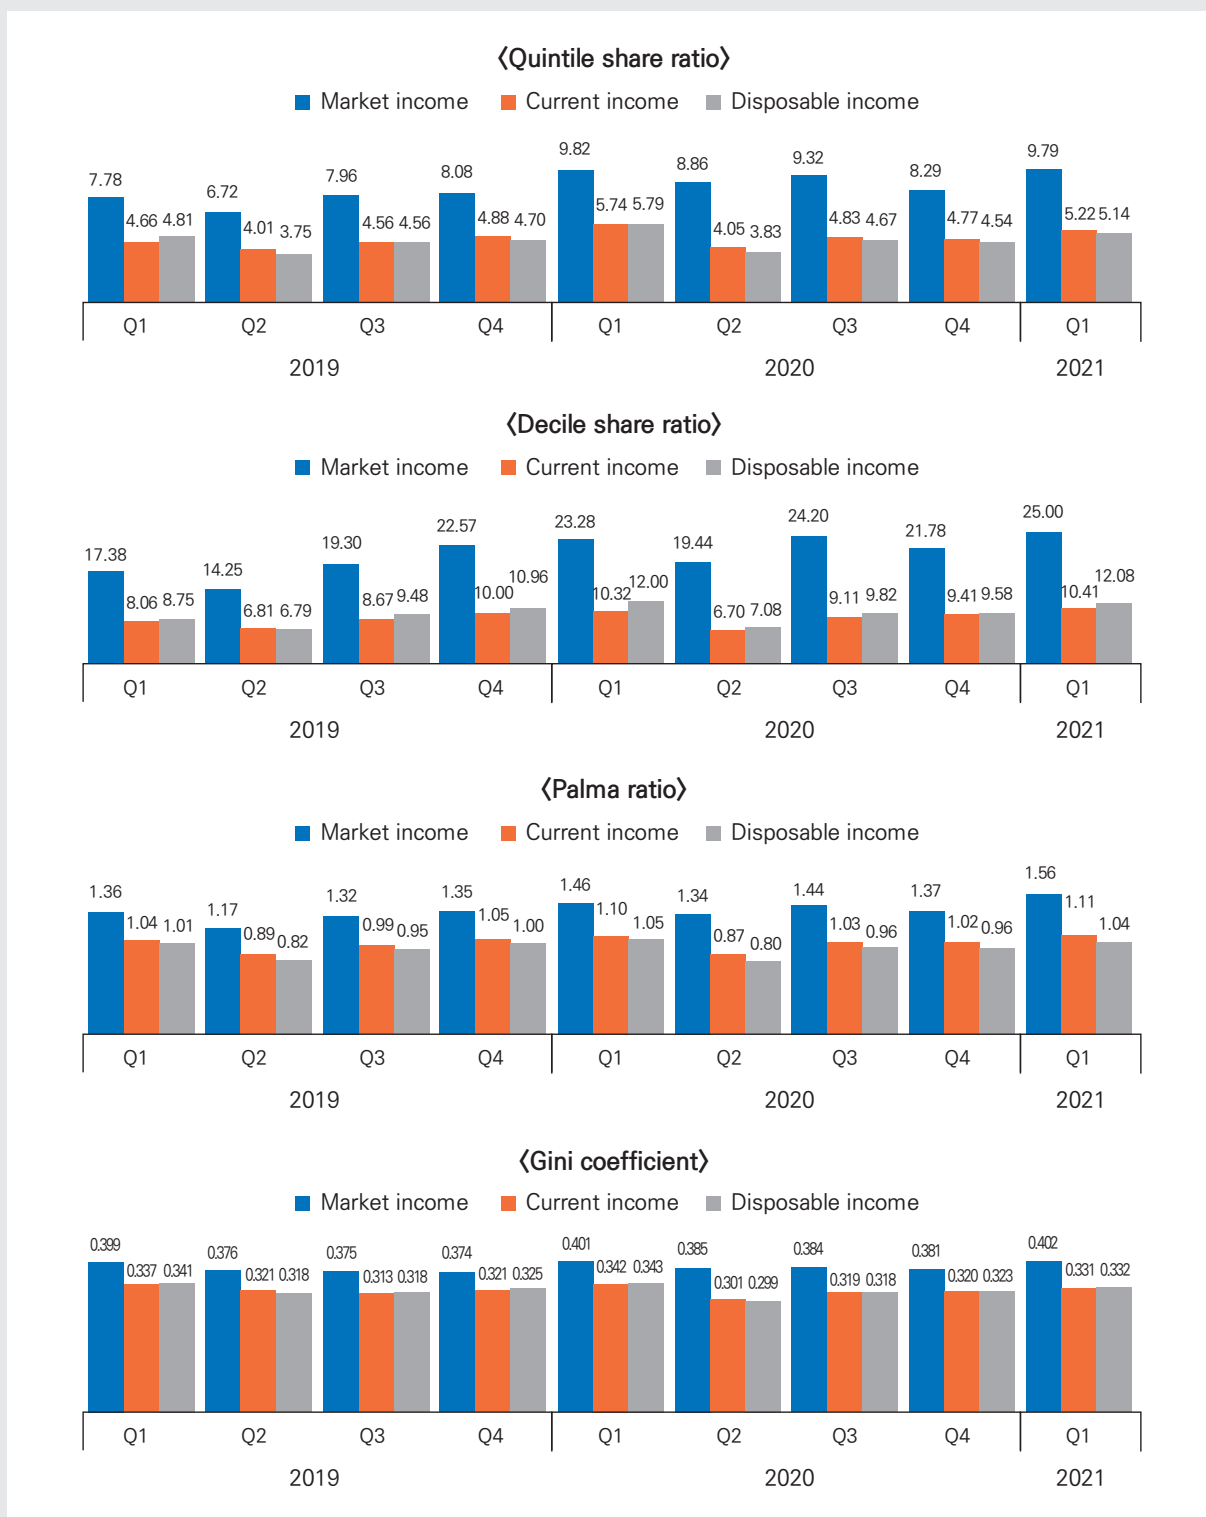 〈Quintile share ratio〉
Market income Current income Disposable income
7.78 4.66 4.81 6.72 4.01 3.75 7.96 4.56 4.56 8.08 4.88 4.70 9.82 5.74 5.79 8.86 4.05 3.83 9.32 4.83 4.67 8.29 4.77 4.54 9.79 5.22 5.14
Q1 Q2 Q3 Q4 Q1 Q2 Q3 Q4 Q1
2019 2020 2021
〈Decile share ratio〉
Market income Current income Disposable income
17.38 8.06 8.75 14.25 6.81 6.79 19.30 8.67 9.48 22.57 10.00 10.96 23.28 10.32 12.00 19.44 6.70 7.08 24.20 9.11 9.82 21.78 9.41 9.58 25.00 10.41 12.08
Q1 Q2 Q3 Q4 Q1 Q2 Q3 Q4 Q1
2019 2020 2021
〈Palma ratio〉
Market income Current income Disposable income
1.36 1.04 1.01 1.17 0.89 0.82 1.32 0.99 0.95 1.35 1.05 1.00 1.46 1.10 1.05 1.34 0.87 0.80 1.44 1.03 0.96 1.37 1.02 0.96 1.56 1.11 1.04
Q1 Q2 Q3 Q4 Q1 Q2 Q3 Q4 Q1
2019 2020 2021
〈Gini coefficient〉
Market income Current income Disposable income
0.399 0.337 0.341 0.376 0.321 0.318 0.375 0.313 0.318 0.374 0.321 0.325 0.401 0.342 0.343 0.385 0.301 0.299 0.384 0.319 0.318 0.381 0.320 0.323 0.402 0.331 0.332
Q1 Q2 Q3 Q4 Q1 Q2 Q3 Q4 Q1
2019 2020 2021